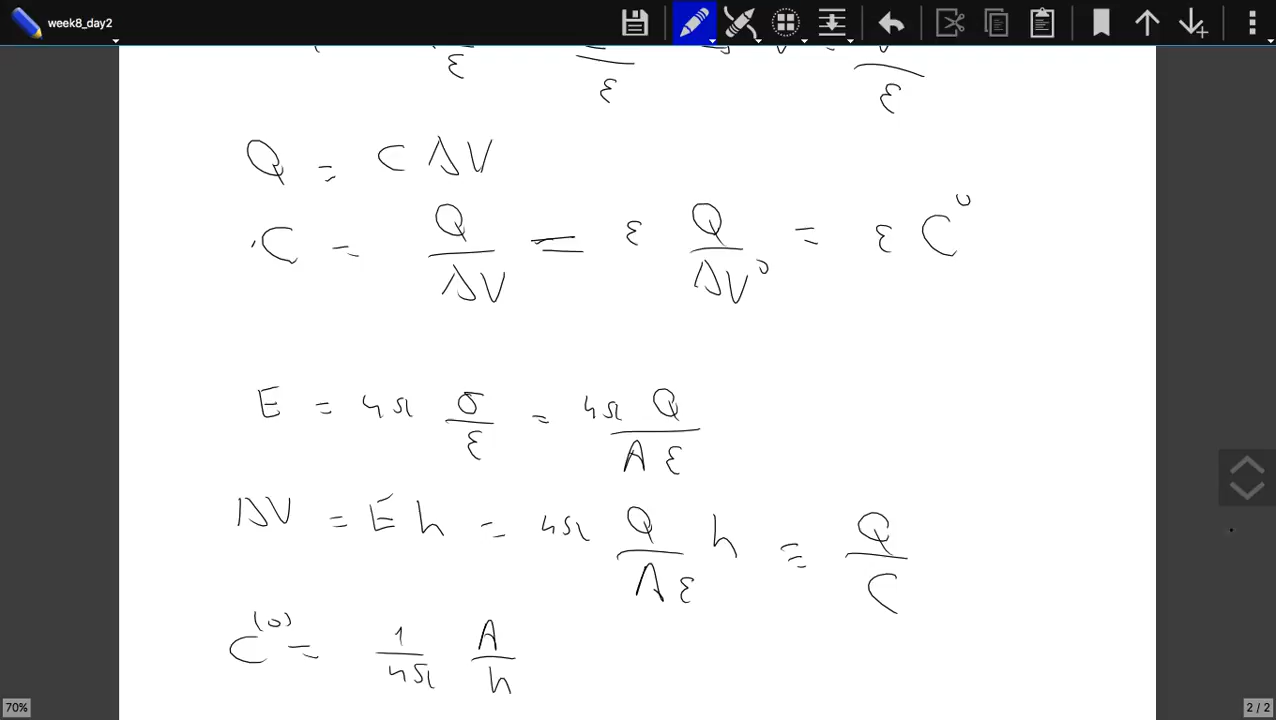 week8_day2
ε ε ε
Q = C ΔV
C = Q/ΔV = ε Q/ΔV⁰ = ε C⁰
E = 4π σ/ε = 4π Q/(A ε)
ΔV = E h = 4π Q/(A ε) h = Q/C
C⁽⁰⁾ = 1/4π A/h
70%
2 / 2